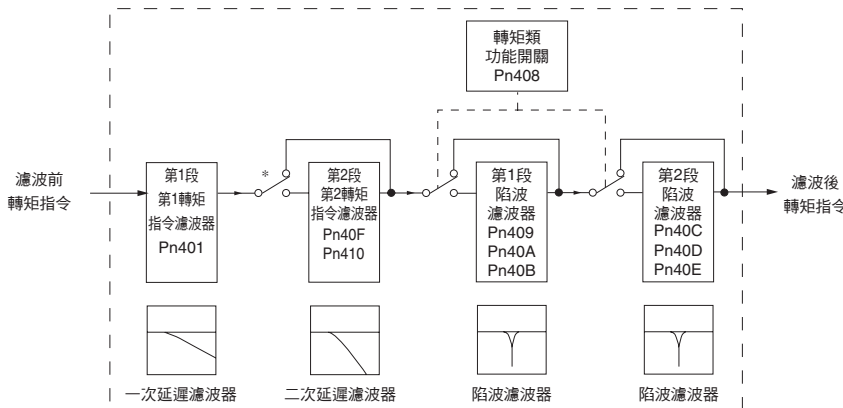 轉矩類
功能開關
Pn408
濾波前
轉矩指令
第1段
第1轉矩
指令濾波器
Pn401
*
第2段
第2轉矩
指令濾波器
Pn40F
Pn410
第1段
陷波
濾波器
Pn409
Pn40A
Pn40B
第2段
陷波
濾波器
Pn40C
Pn40D
Pn40E
濾波後
轉矩指令
一次延遲濾波器
二次延遲濾波器
陷波濾波器
陷波濾波器